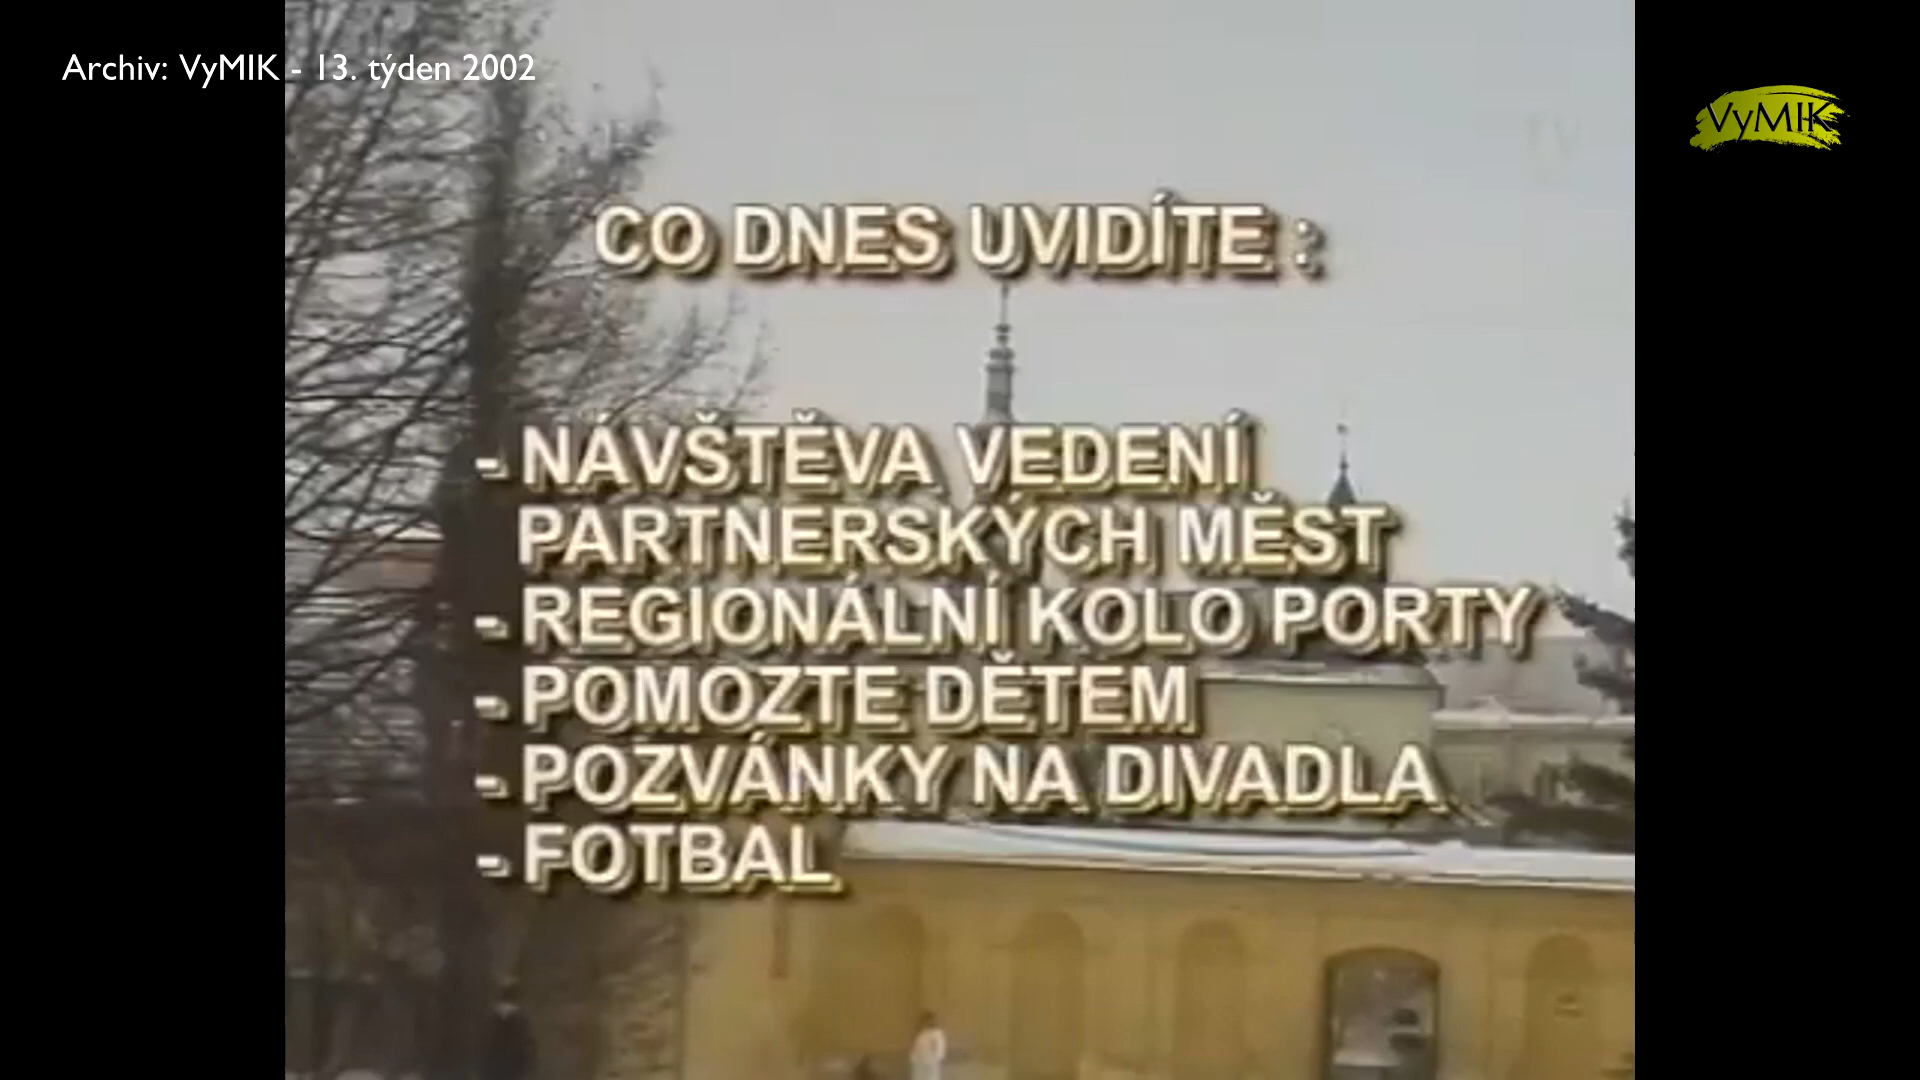 Archiv: VyMIK - 13. týden 2002
VyMIK
TV
CO DNES UVIDÍTE :
- NÁVŠTĚVA VEDENÍ
PARTNERSKÝCH MĚST
- REGIONÁLNÍ KOLO PORTY
- POMOZTE DĚTEM
- POZVÁNKY NA DIVADLA
- FOTBAL